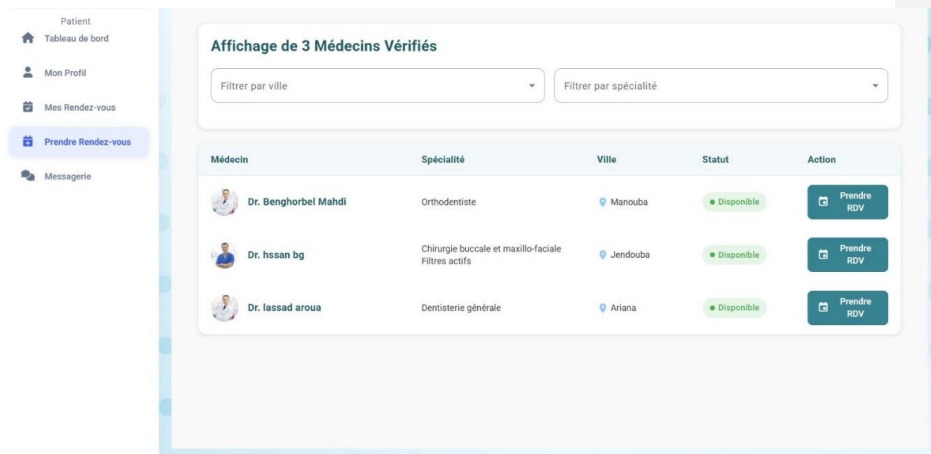 Patient
Tableau de bord
Mon Profil
Mes Rendez-vous
Prendre Rendez-vous
Messagerie
Affichage de 3 Médecins Vérifiés
Filtrer par ville
Filtrer par spécialité
Médecin Spécialité Ville Statut Action
Dr. Benghorbel Mahdi Orthodentiste Manouba Disponible Prendre
RDV
Dr. hssan bg Chirurgie buccale et maxillo-faciale
Filtres actifs Jendouba Disponible Prendre
RDV
Dr. lassad aroua Dentisterie générale Ariana Disponible Prendre
RDV